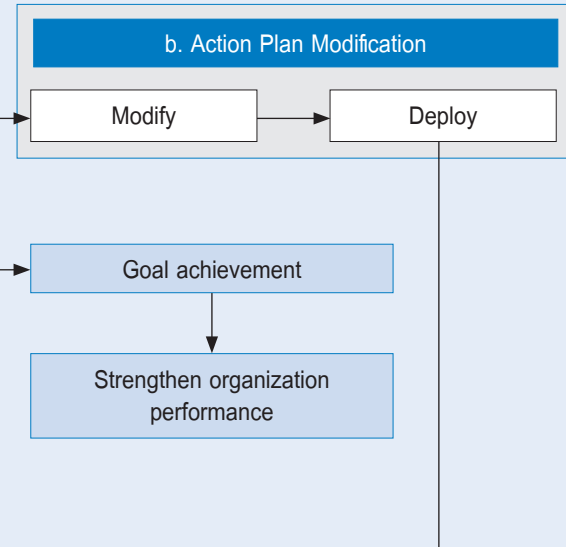 b. Action Plan Modification
Modify
Deploy
Goal achievement
Strengthen organization
performance